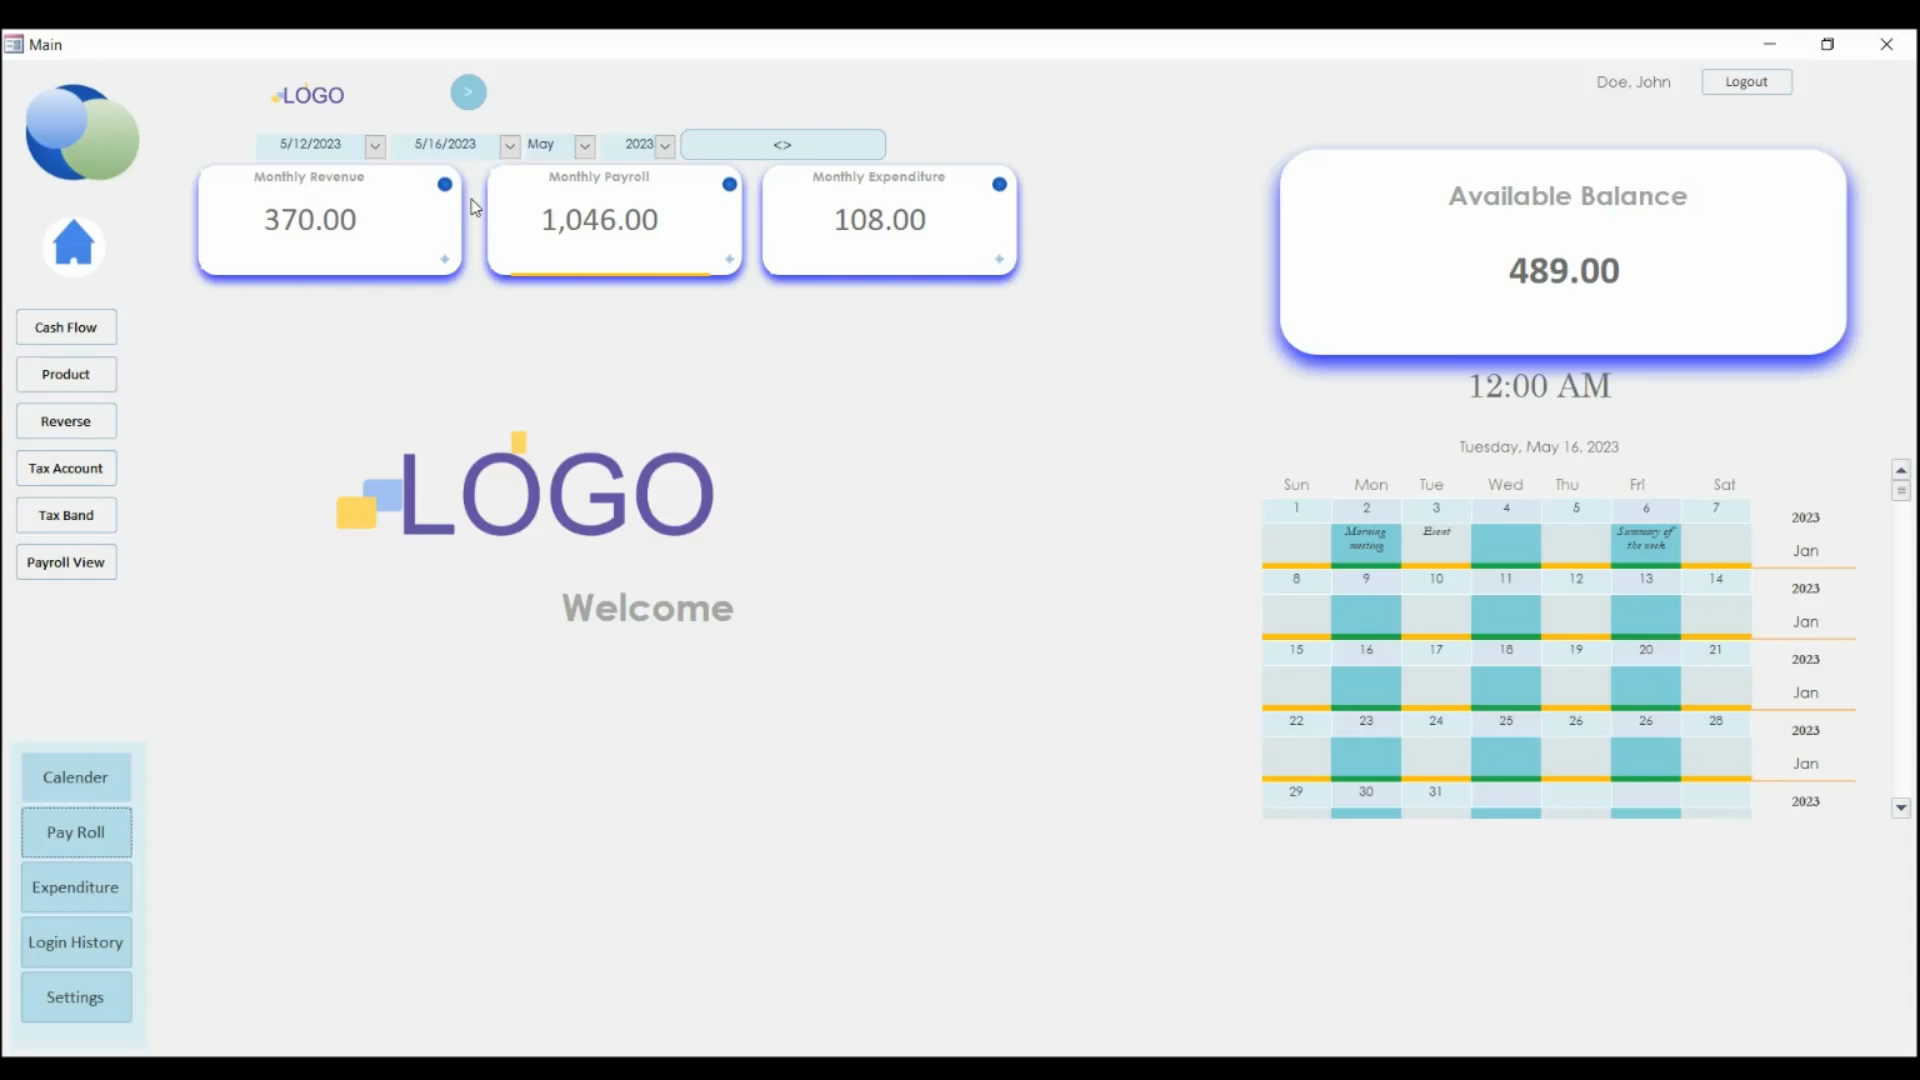 Main
LOGO
>
Doe, John
Logout
5/12/2023
5/16/2023
May
2023
<>
Monthly Revenue
370.00
+
Monthly Payroll
1,046.00
+
Monthly Expenditure
108.00
+
Available Balance
489.00
Cash Flow
Product
Reverse
Tax Account
Tax Band
Payroll View
LOGO
Welcome
12:00 AM
Tuesday, May 16, 2023
Sun Mon Tue Wed Thu Fri Sat
1 2 3 4 5 6 7
2023
Morning
meeting
Event
Summary of
the week
Jan
8 9 10 11 12 13 14
2023
Jan
15 16 17 18 19 20 21
2023
Jan
22 23 24 25 26 26 28
2023
Jan
29 30 31
2023
Calender
Pay Roll
Expenditure
Login History
Settings